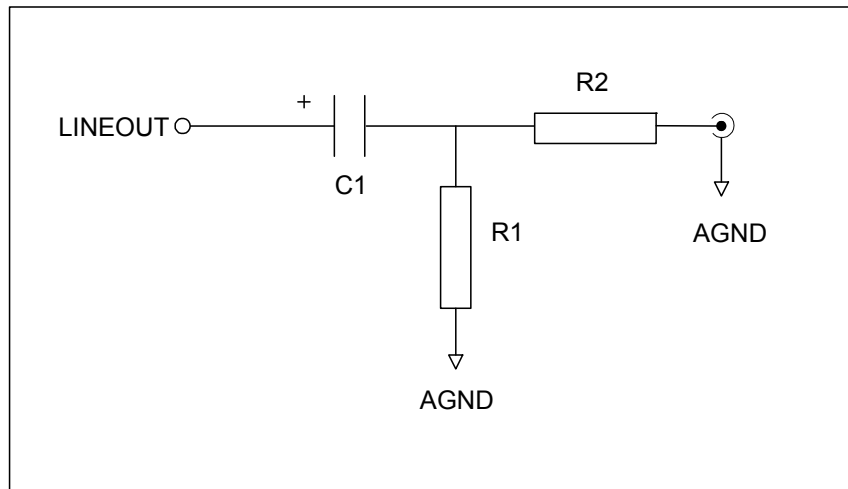 R2
+
LINEOUT
C1
R1
AGND
AGND